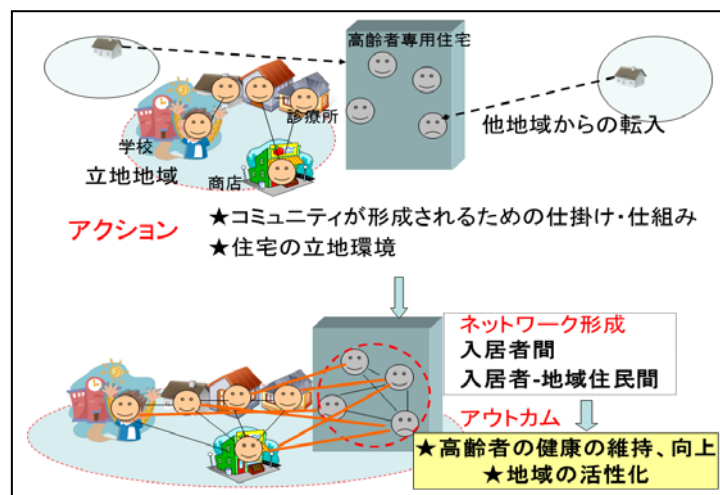 高齢者専用住宅
診療所
学校
他地域からの転入
立地地域
商店
アクション
★コミュニティが形成されるための仕掛け・仕組み
★住宅の立地環境
ネットワーク形成
入居者間
入居者-地域住民間
アウトカム
★高齢者の健康の維持、向上
★地域の活性化